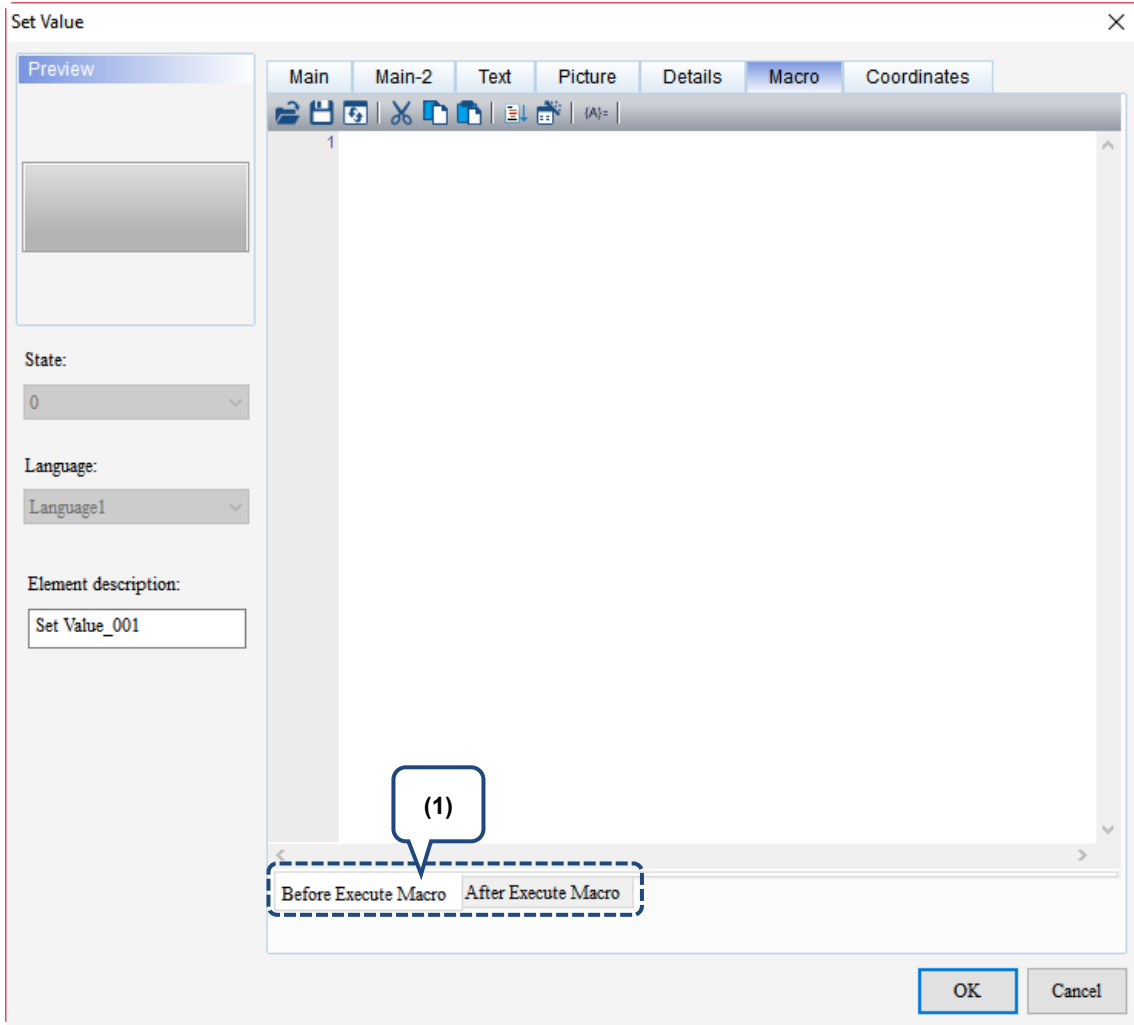 Set Value
Preview
Main Main-2 Text Picture Details Macro Coordinates
{A}=
1
State:
0
Language:
Language1
Element description:
Set Value_001
(1)
Before Execute Macro After Execute Macro
OK Cancel